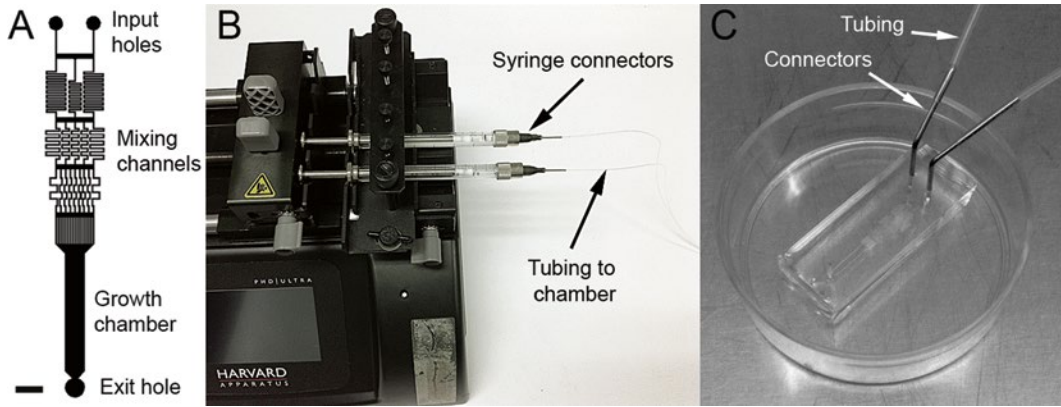 A
Input
holes
Mixing
channels
Growth
chamber
Exit hole
B
Syringe connectors
Tubing to
chamber
PHD | ULTRA
HARVARD
APPARATUS
C
Tubing
Connectors